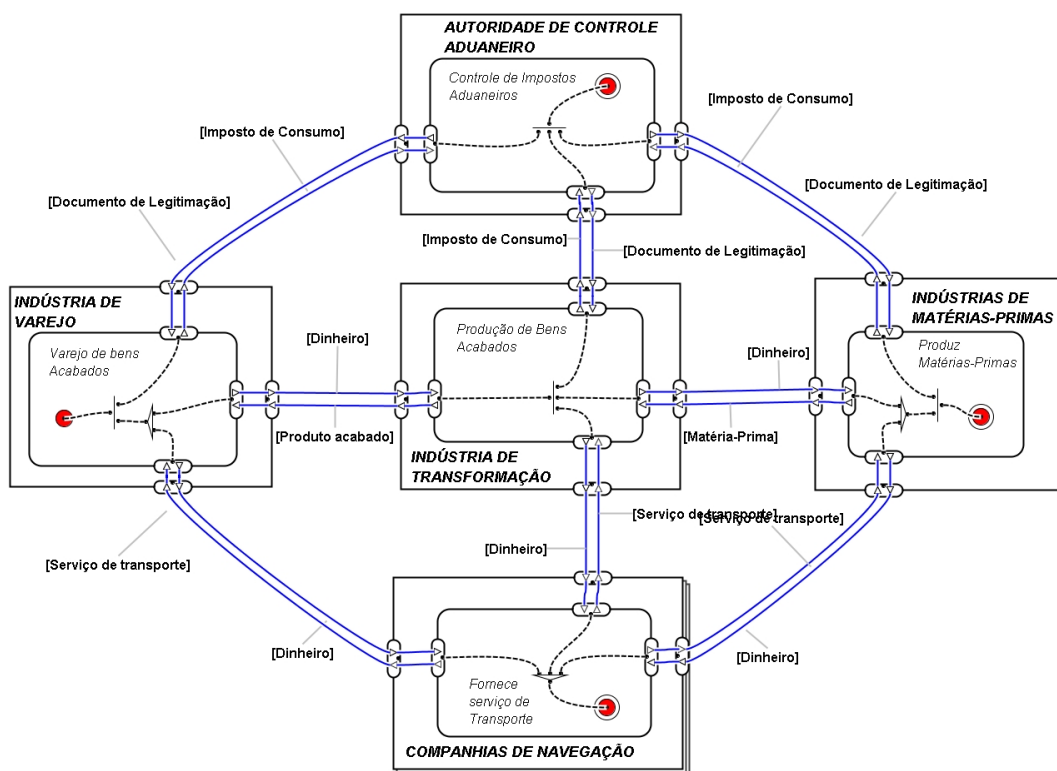 AUTORIDADE DE CONTROLE
ADUANEIRO
Controle de Impostos
Aduaneiros
[Imposto de Consumo]
[Imposto de Consumo]
[Documento de Legitimação]
[Documento de Legitimação]
[Imposto de Consumo]
[Documento de Legitimação]
INDÚSTRIA DE
VAREJO
Varejo de bens
Acabados
[Dinheiro]
[Produto acabado]
Produção de Bens
Acabados
INDÚSTRIA DE
TRANSFORMAÇÃO
[Dinheiro]
[Matéria-Prima]
INDÚSTRIAS DE
MATÉRIAS-PRIMAS
Produz
Matérias-Primas
[Serviço de transporte]
[Serviço de transporte]
[Dinheiro]
[Serviço de transporte]
[Dinheiro]
[Dinheiro]
Fornece
serviço de
Transporte
COMPANHIAS DE NAVEGAÇÃO